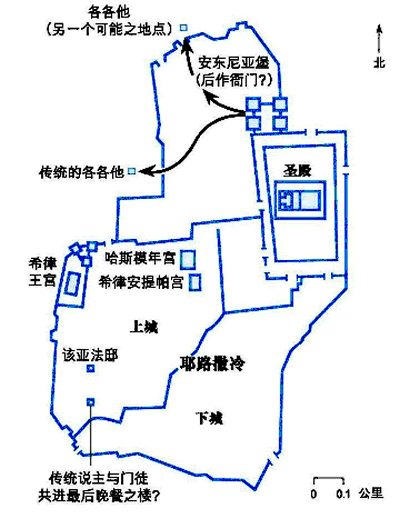 各各他
（另一个可能之地点）
北
安东尼亚堡
（后作衙门？）
传统的各各他
圣殿
希律
王宫
哈斯模年宫
希律安提帕宫
上城
该亚法邸
耶路撒冷
下城
传统说主与门徒
共进最后晚餐之楼？
0 0.1 公里